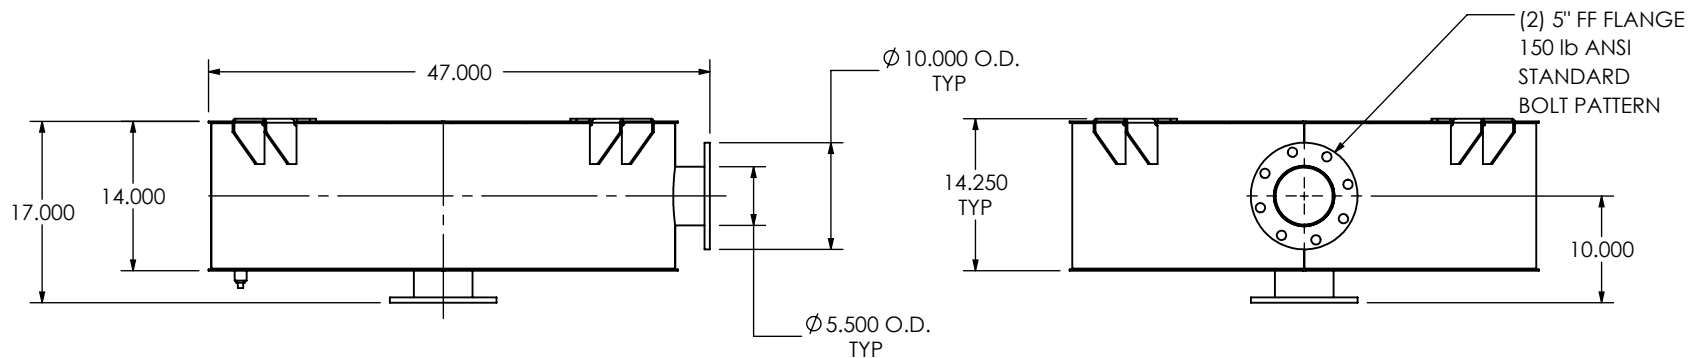 (2) 5" FF FLANGE
150 lb ANSI
STANDARD
BOLT PATTERN
47.000
Ø 10.000 O.D.
TYP
17.000
14.000
14.250
TYP
10.000
Ø 5.500 O.D.
TYP